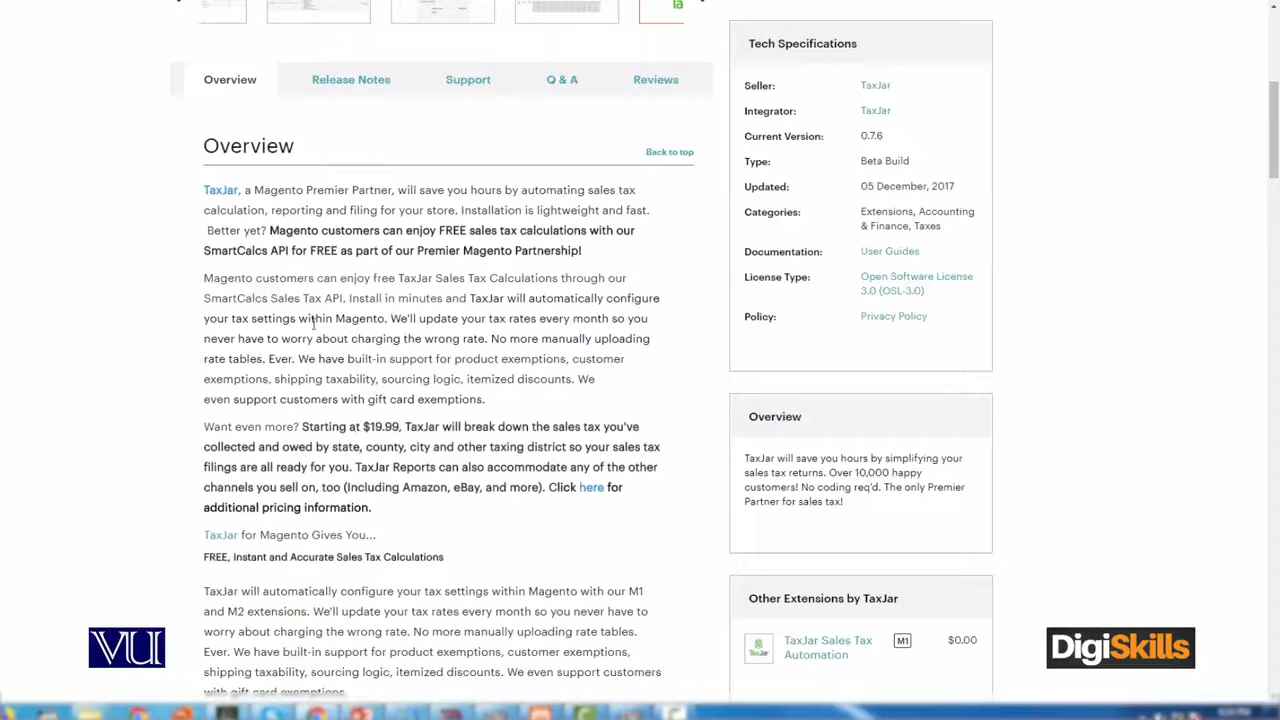 Overview
Release Notes
Support
Q & A
Reviews
Overview
Back to top
TaxJar, a Magento Premier Partner, will save you hours by automating sales tax
calculation, reporting and filing for your store. Installation is lightweight and fast.
Better yet? Magento customers can enjoy FREE sales tax calculations with our
SmartCalcs API for FREE as part of our Premier Magento Partnership!
Magento customers can enjoy free TaxJar Sales Tax Calculations through our
SmartCalcs Sales Tax API. Install in minutes and TaxJar will automatically configure
your tax settings within Magento. We'll update your tax rates every month so you
never have to worry about charging the wrong rate. No more manually uploading
rate tables. Ever. We have built-in support for product exemptions, customer
exemptions, shipping taxability, sourcing logic, itemized discounts. We
even support customers with gift card exemptions.
Want even more? Starting at $19.99, TaxJar will break down the sales tax you've
collected and owed by state, county, city and other taxing district so your sales tax
filings are all ready for you. TaxJar Reports can also accommodate any of the other
channels you sell on, too (Including Amazon, eBay, and more). Click here for
additional pricing information.
TaxJar for Magento Gives You...
FREE, Instant and Accurate Sales Tax Calculations
TaxJar will automatically configure your tax settings within Magento with our M1
and M2 extensions. We'll update your tax rates every month so you never have to
worry about charging the wrong rate. No more manually uploading rate tables.
Ever. We have built-in support for product exemptions, customer exemptions,
shipping taxability, sourcing logic, itemized discounts. We even support customers
with gift card exemptions.
Tech Specifications
Seller: TaxJar
Integrator: TaxJar
Current Version: 0.7.6
Type: Beta Build
Updated: 05 December, 2017
Categories: Extensions, Accounting
& Finance, Taxes
Documentation: User Guides
License Type: Open Software License
3.0 (OSL-3.0)
Policy: Privacy Policy
Overview
TaxJar will save you hours by simplifying your
sales tax returns. Over 10,000 happy
customers! No coding req'd. The only Premier
Partner for sales tax!
Other Extensions by TaxJar
TaxJar Sales Tax M1 $0.00
Automation
VU
DigiSkills